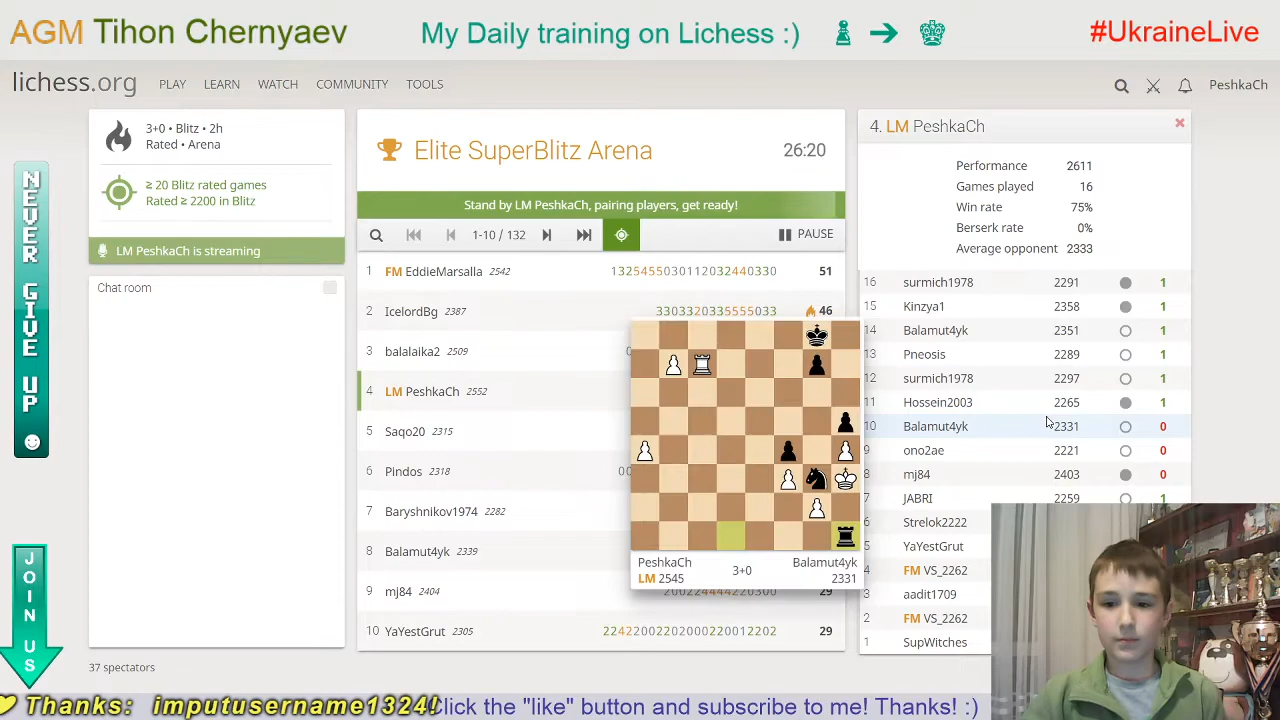 AGM Tihon Chernyaev
My Daily training on Lichess :)
#UkraineLive
lichess.org PLAY LEARN WATCH COMMUNITY TOOLS PeshkaCh
NEVER GIVE UP
JOIN US
3+0 • Blitz • 2h
Rated • Arena
≥ 20 Blitz rated games
Rated ≥ 2200 in Blitz
LM PeshkaCh is streaming
Chat room
37 spectators
Elite SuperBlitz Arena 26:20
Stand by LM PeshkaCh, pairing players, get ready!
1-10 / 132 PAUSE
1 FM EddieMarsalla 2542 1325455030112032440330 51
2 IcelordBg 2387 3303320335555033 46
3 balalaika2 2509
4 LM PeshkaCh 2552
5 Saqo20 2315
6 Pindos 2318 00
7 Baryshnikov1974 2282
8 Balamut4yk 2339
9 mj84 2404 2002244442203000 29
10 YaYestGrut 2305 22422002202000220012202 29
PeshkaCh
LM 2545
3+0
Balamut4yk
2331
4. LM PeshkaCh
Performance 2611
Games played 16
Win rate 75%
Berserk rate 0%
Average opponent 2333
16 surmich1978 2291 1
15 Kinzya1 2358 1
14 Balamut4yk 2351 1
13 Pneosis 2289 1
12 surmich1978 2297 1
11 Hossein2003 2265 1
10 Balamut4yk 2331 0
9 ono2ae 2221 0
8 mj84 2403 0
7 JABRI 2259 1
6 Strelok2222
5 YaYestGrut
4 FM VS_2262
3 aadit1709
2 FM VS_2262
1 SupWitches
Thanks: imputusername1324!
Click the "like" button and subscribe to me! Thanks! :)